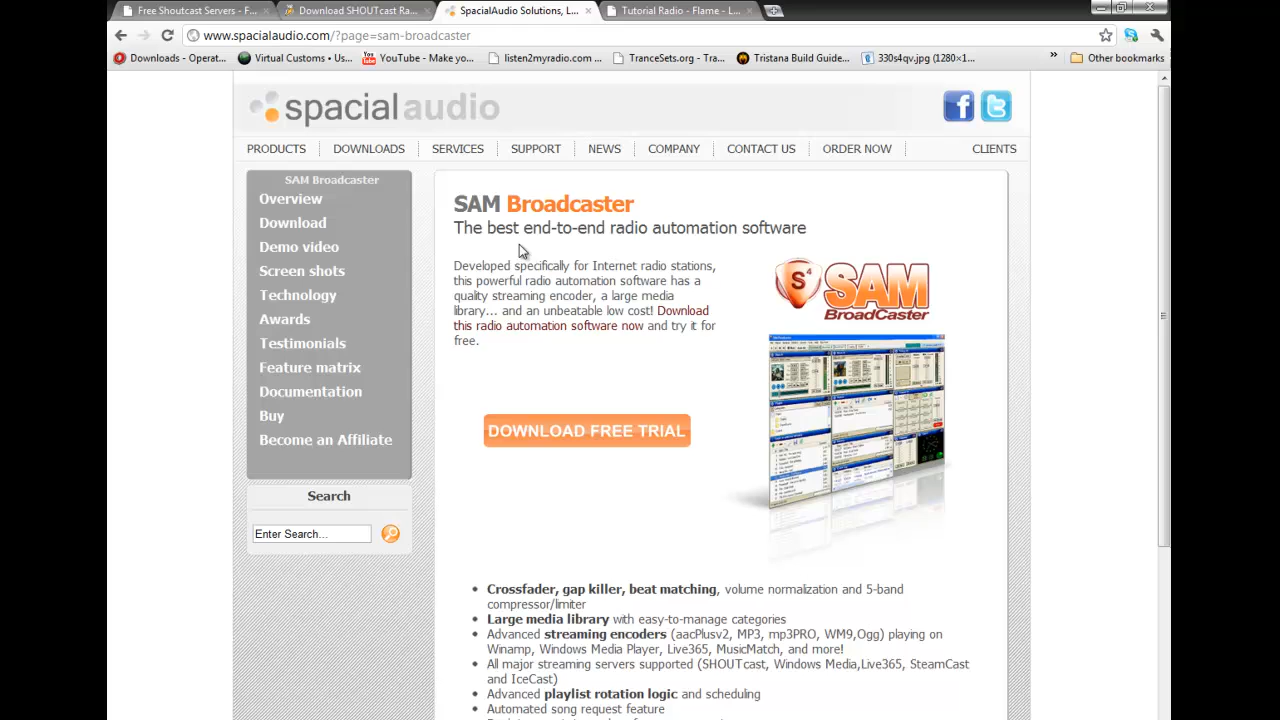 Free Shoutcast Servers - F...
Download SHOUTcast Ra...
SpacialAudio Solutions, L...
Tutorial Radio - Flame - L...
www.spacialaudio.com/?page=sam-broadcaster
Downloads - Operat...
Virtual Customs • Us...
YouTube - Make yo...
listen2myradio.com ...
TranceSets.org - Tra...
Tristana Build Guide...
330s4qv.jpg (1280×1...
»
Other bookmarks
spacialaudio
PRODUCTS
DOWNLOADS
SERVICES
SUPPORT
NEWS
COMPANY
CONTACT US
ORDER NOW
CLIENTS
SAM Broadcaster
Overview
Download
Demo video
Screen shots
Technology
Awards
Testimonials
Feature matrix
Documentation
Buy
Become an Affiliate
Search
Enter Search...
SAM Broadcaster
The best end-to-end radio automation software
Developed specifically for Internet radio stations,
this powerful radio automation software has a
quality streaming encoder, a large media
library... and an unbeatable low cost! Download
this radio automation software now and try it for
free.
S4 SAM
BROADCASTER
DOWNLOAD FREE TRIAL
• Crossfader, gap killer, beat matching, volume normalization and 5-band
compressor/limiter
• Large media library with easy-to-manage categories
• Advanced streaming encoders (aacPlusv2, MP3, mp3PRO, WM9,Ogg) playing on
Winamp, Windows Media Player, Live365, MusicMatch, and more!
• All major streaming servers supported (SHOUTcast, Windows Media,Live365, SteamCast
and IceCast)
• Advanced playlist rotation logic and scheduling
• Automated song request feature